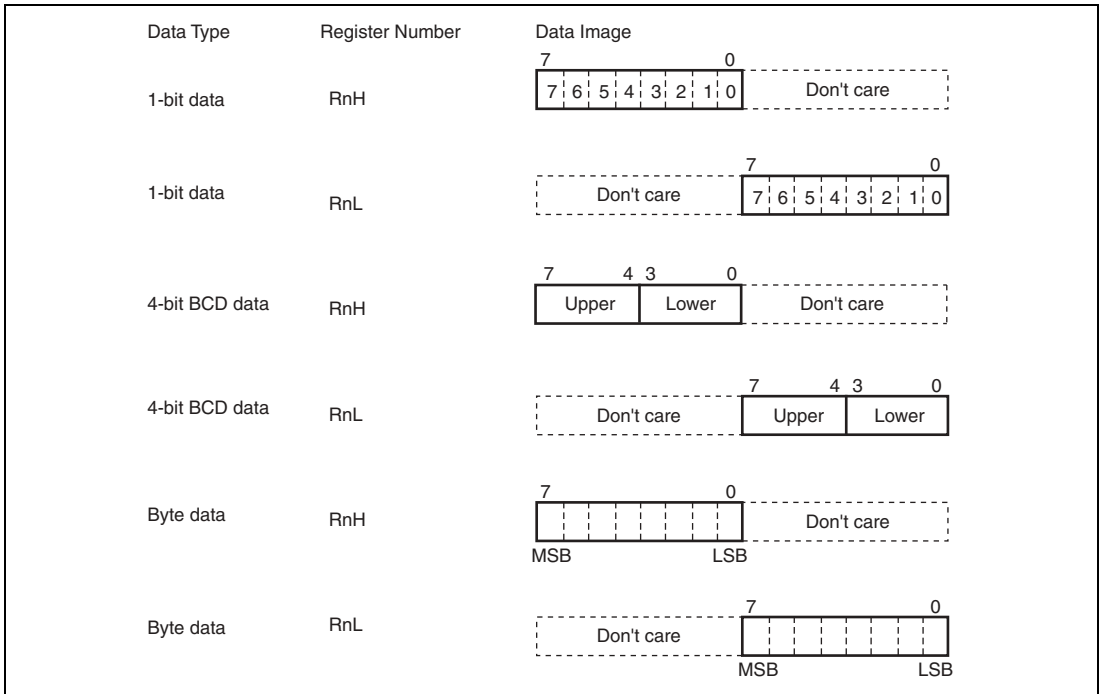 Data Type Register Number Data Image
7 0
1-bit data RnH 7 6 5 4 3 2 1 0 Don't care
7 0
1-bit data RnL Don't care 7 6 5 4 3 2 1 0
7 4 3 0
4-bit BCD data RnH Upper Lower Don't care
7 4 3 0
4-bit BCD data RnL Don't care Upper Lower
7 0
Byte data RnH Don't care
MSB LSB
7 0
Byte data RnL Don't care
MSB LSB